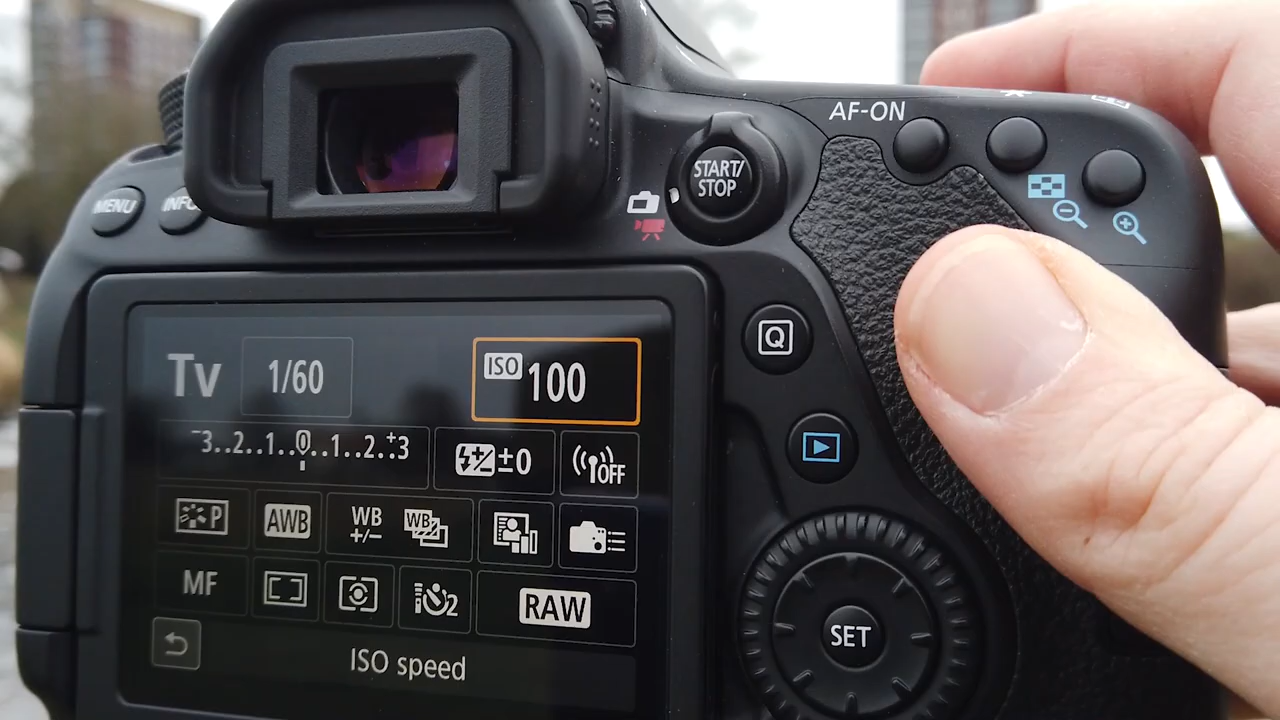 AF-ON
START/
STOP
MENU
INFO
Q
Tv
1/60
ISO
100
-3..2..1..0..1..2..+3
±0
OFF
P
AWB
WB
+/-
WB
MF
2
RAW
SET
ISO speed